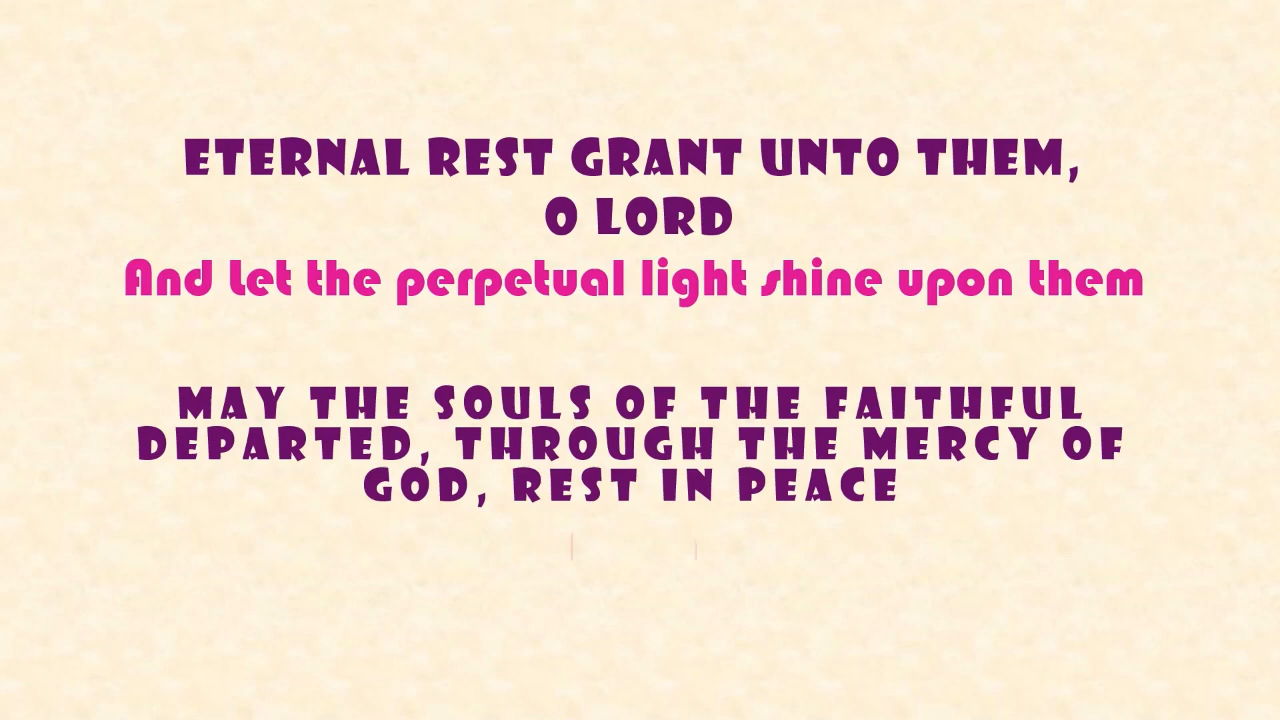 ETERNAL REST GRANT UNTO THEM,
O LORD
And Let the perpetual light shine upon them
MAY THE SOULS OF THE FAITHFUL
DEPARTED, THROUGH THE MERCY OF
GOD, REST IN PEACE